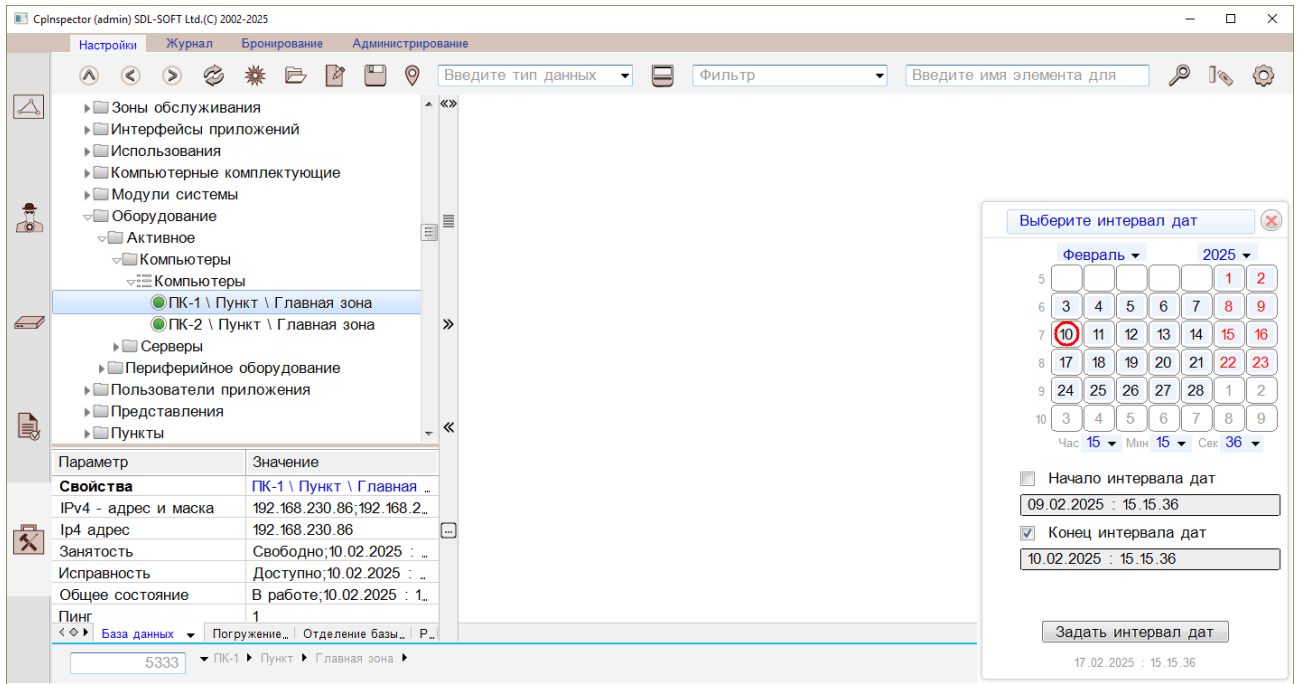 CpInspector (admin) SDL-SOFT Ltd.(C) 2002-2025
Настройки Журнал Бронирование Администрирование
Введите тип данных Фильтр Введите имя элемента для
Зоны обслуживания
Интерфейсы приложений
Использования
Компьютерные комплектующие
Модули системы
Оборудование
Активное
Компьютеры
Компьютеры
ПК-1 \ Пункт \ Главная зона
ПК-2 \ Пункт \ Главная зона
Серверы
Периферийное оборудование
Пользователи приложения
Представления
Пункты
Параметр Значение
Свойства ПК-1 \ Пункт \ Главная ...
IPv4 - адрес и маска 192.168.230.86;192.168.2...
Ip4 адрес 192.168.230.86
Занятость Свободно;10.02.2025 : ...
Исправность Доступно;10.02.2025 : ...
Общее состояние В работе;10.02.2025 : 1...
Пинг 1
База данных Погружение... Отделение базы... Р...
5333 ПК-1 Пункт Главная зона
Выберите интервал дат
Февраль 2025
5 1 2
6 3 4 5 6 7 8 9
7 10 11 12 13 14 15 16
8 17 18 19 20 21 22 23
9 24 25 26 27 28 1 2
10 3 4 5 6 7 8 9
Час 15 Мин 15 Сек 36
Начало интервала дат
09.02.2025 : 15.15.36
Конец интервала дат
10.02.2025 : 15.15.36
Задать интервал дат
17.02.2025 : 15.15.36